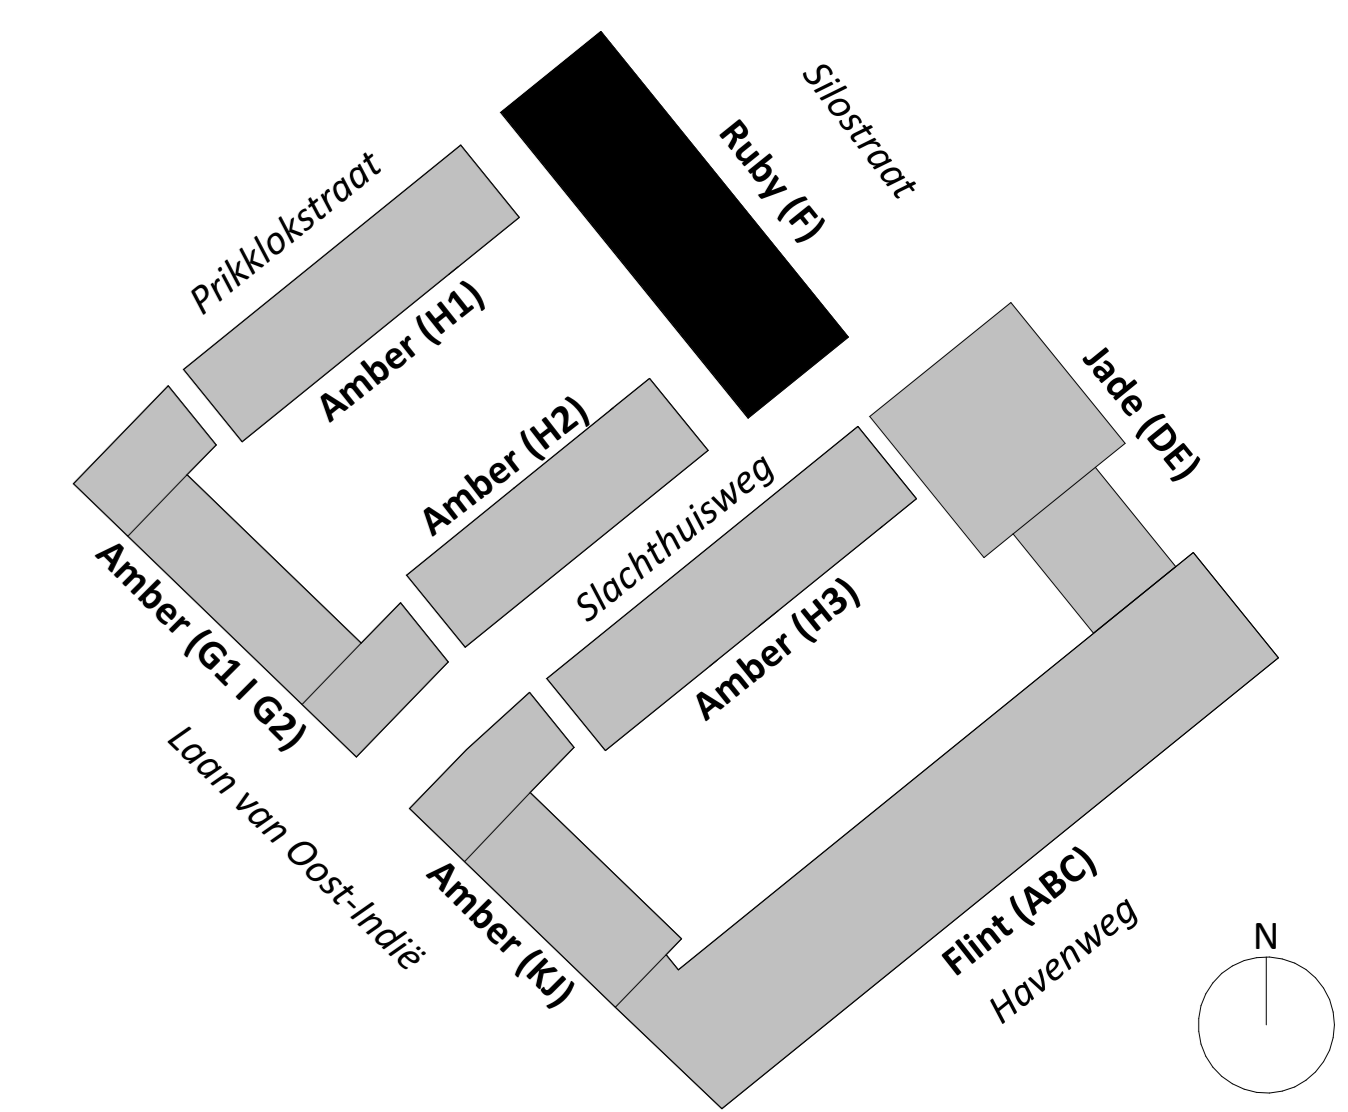 Silostraat
Ruby (F)
Prikklokstraat
Amber (H1)
Jade (DE)
Amber (H2)
Slachthuisweg
Amber (H3)
Amber (G1 I G2)
Laan van Oost-Indië
Amber (KJ)
Flint (ABC)
Havenweg
N